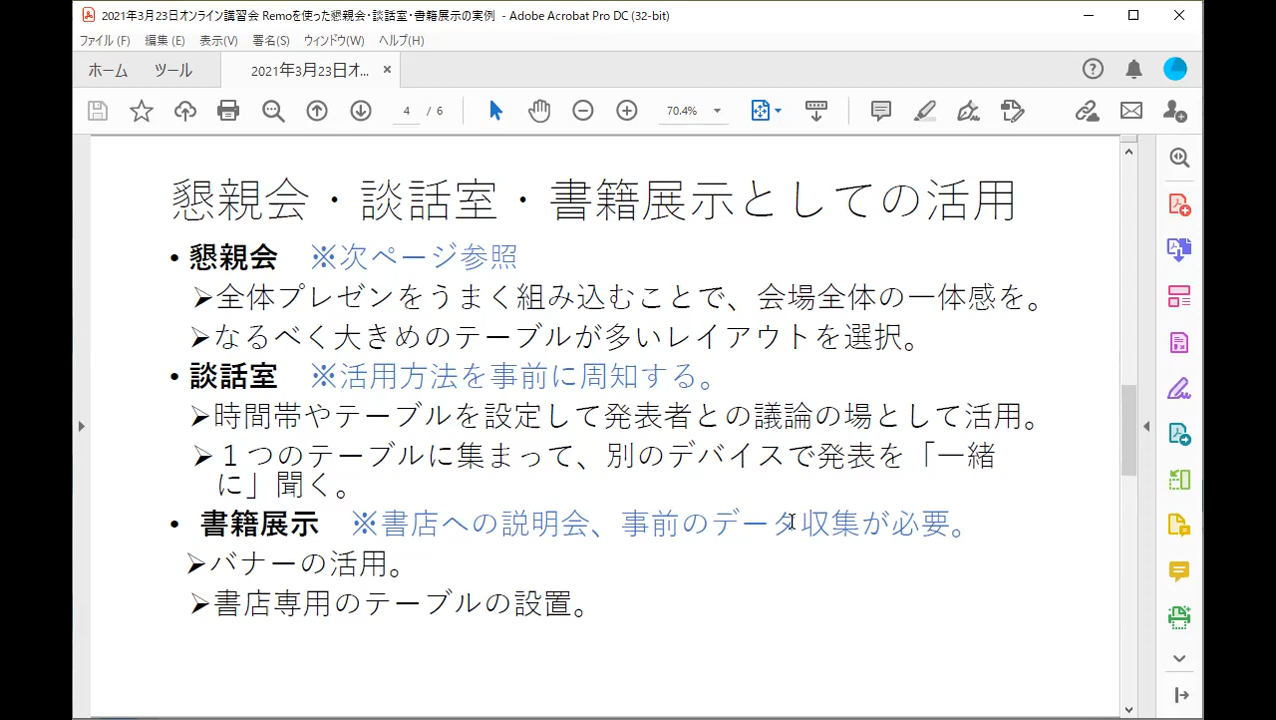 2021年3月23日オンライン講習会 Remoを使った懇親会・談話室・書籍展示の実例 - Adobe Acrobat Pro DC (32-bit)
ファイル(F) 編集(E) 表示(V) 署名(S) ウィンドウ(W) ヘルプ(H)
ホーム ツール 2021年3月23日オ... ×
4 / 6 70.4%
懇親会・談話室・書籍展示としての活用
• 懇親会 ※次ページ参照
➢全体プレゼンをうまく組み込むことで、会場全体の一体感を。
➢なるべく大きめのテーブルが多いレイアウトを選択。
• 談話室 ※活用方法を事前に周知する。
➢時間帯やテーブルを設定して発表者との議論の場として活用。
➢１つのテーブルに集まって、別のデバイスで発表を「一緒
に」聞く。
• 書籍展示 ※書店への説明会、事前のデータ収集が必要。
➢バナーの活用。
➢書店専用のテーブルの設置。